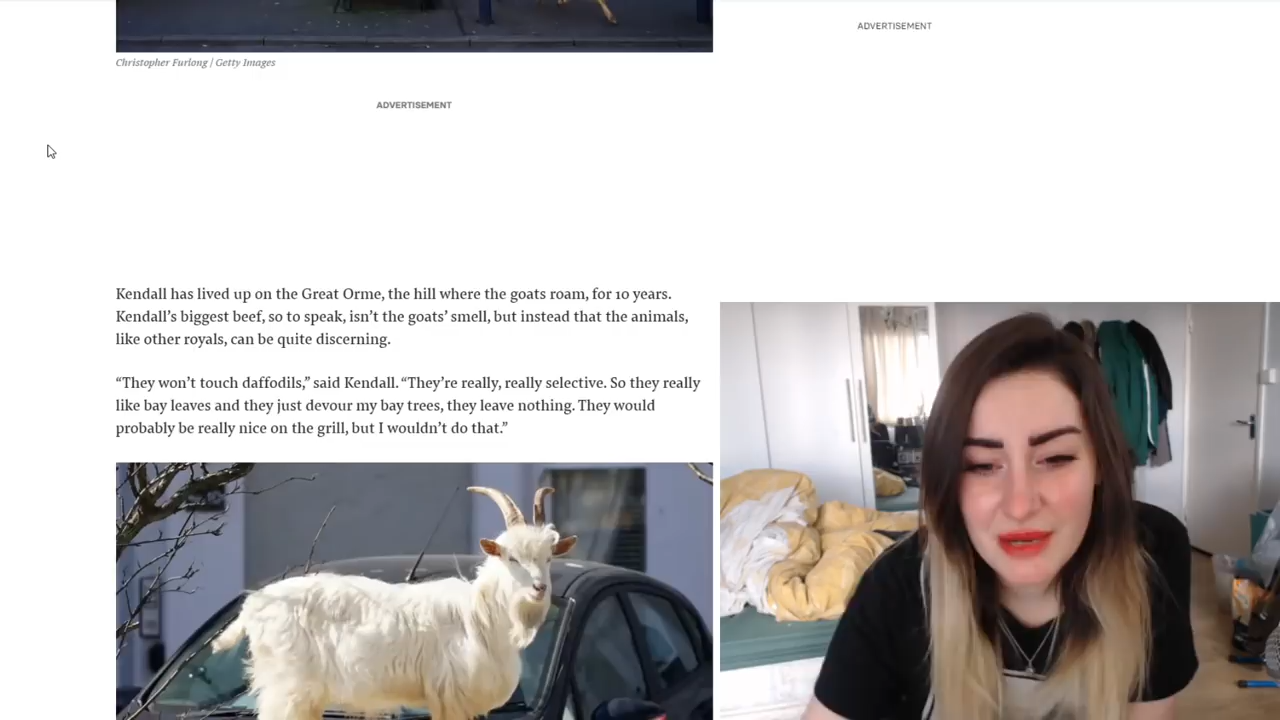 ADVERTISEMENT
Christopher Furlong | Getty Images
ADVERTISEMENT
Kendall has lived up on the Great Orme, the hill where the goats roam, for 10 years.
Kendall’s biggest beef, so to speak, isn’t the goats’ smell, but instead that the animals,
like other royals, can be quite discerning.
“They won’t touch daffodils,” said Kendall. “They’re really, really selective. So they really
like bay leaves and they just devour my bay trees, they leave nothing. They would
probably be really nice on the grill, but I wouldn’t do that.”